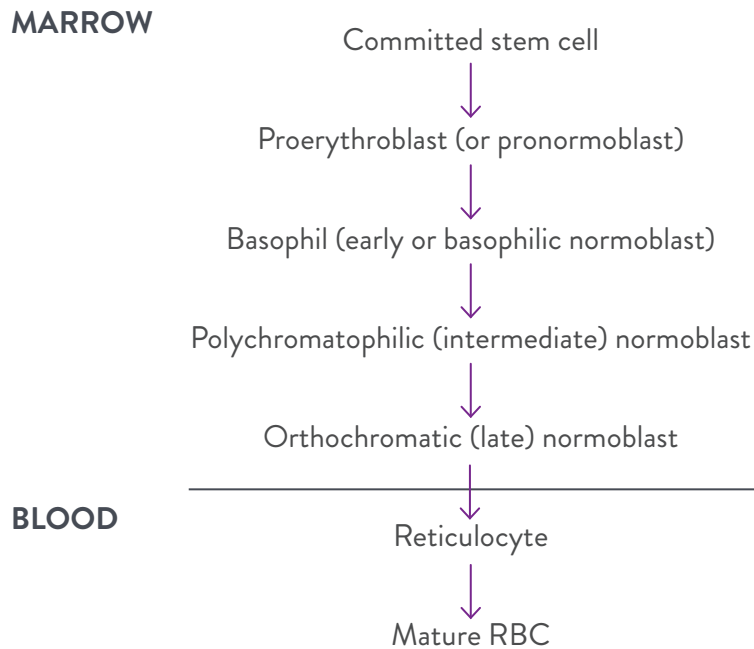 MARROW
Committed stem cell
Proerythroblast (or pronormoblast)
Basophil (early or basophilic normoblast)
Polychromatophilic (intermediate) normoblast
Orthochromatic (late) normoblast
BLOOD
Reticulocyte
Mature RBC